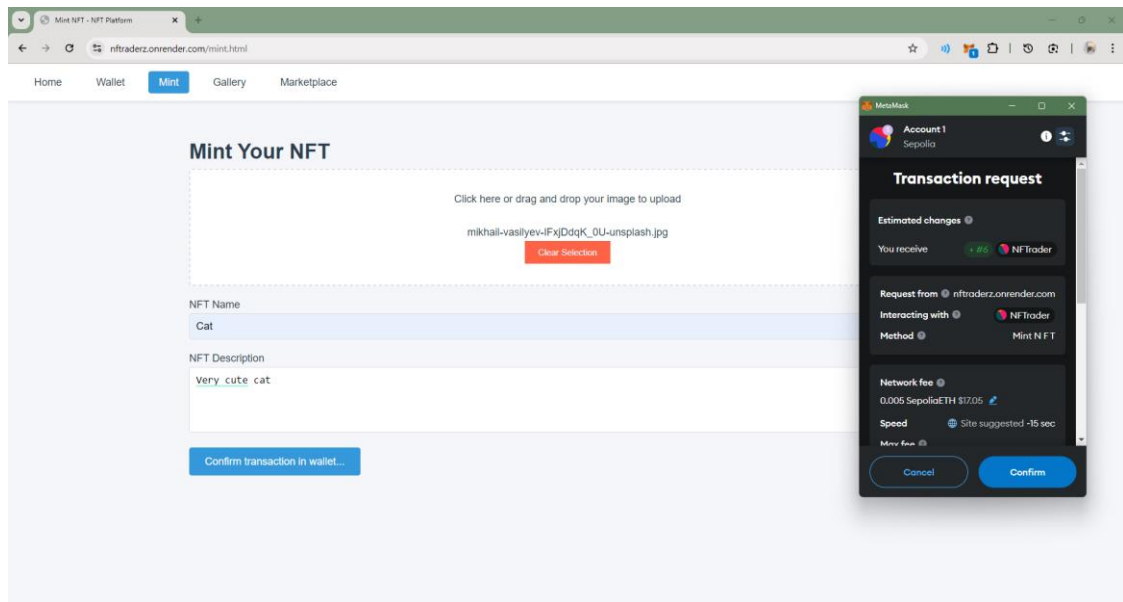 Mint NFT - NFT Platform
nftraderz.onrender.com/mint.html
Home Wallet Mint Gallery Marketplace
Mint Your NFT
Click here or drag and drop your image to upload
mikhail-vasilyev-IFxjDdqK_0U-unsplash.jpg
Clear Selection
NFT Name
Cat
NFT Description
Very cute cat
Confirm transaction in wallet...
MetaMask
Account 1
Sepolia
Transaction request
Estimated changes
You receive + #6 NFTrader
Request from nftraderz.onrender.com
Interacting with NFTrader
Method Mint N F T
Network fee
0.005 SepoliaETH $17.05
Speed Site suggested ~15 sec
Max fee
Cancel Confirm